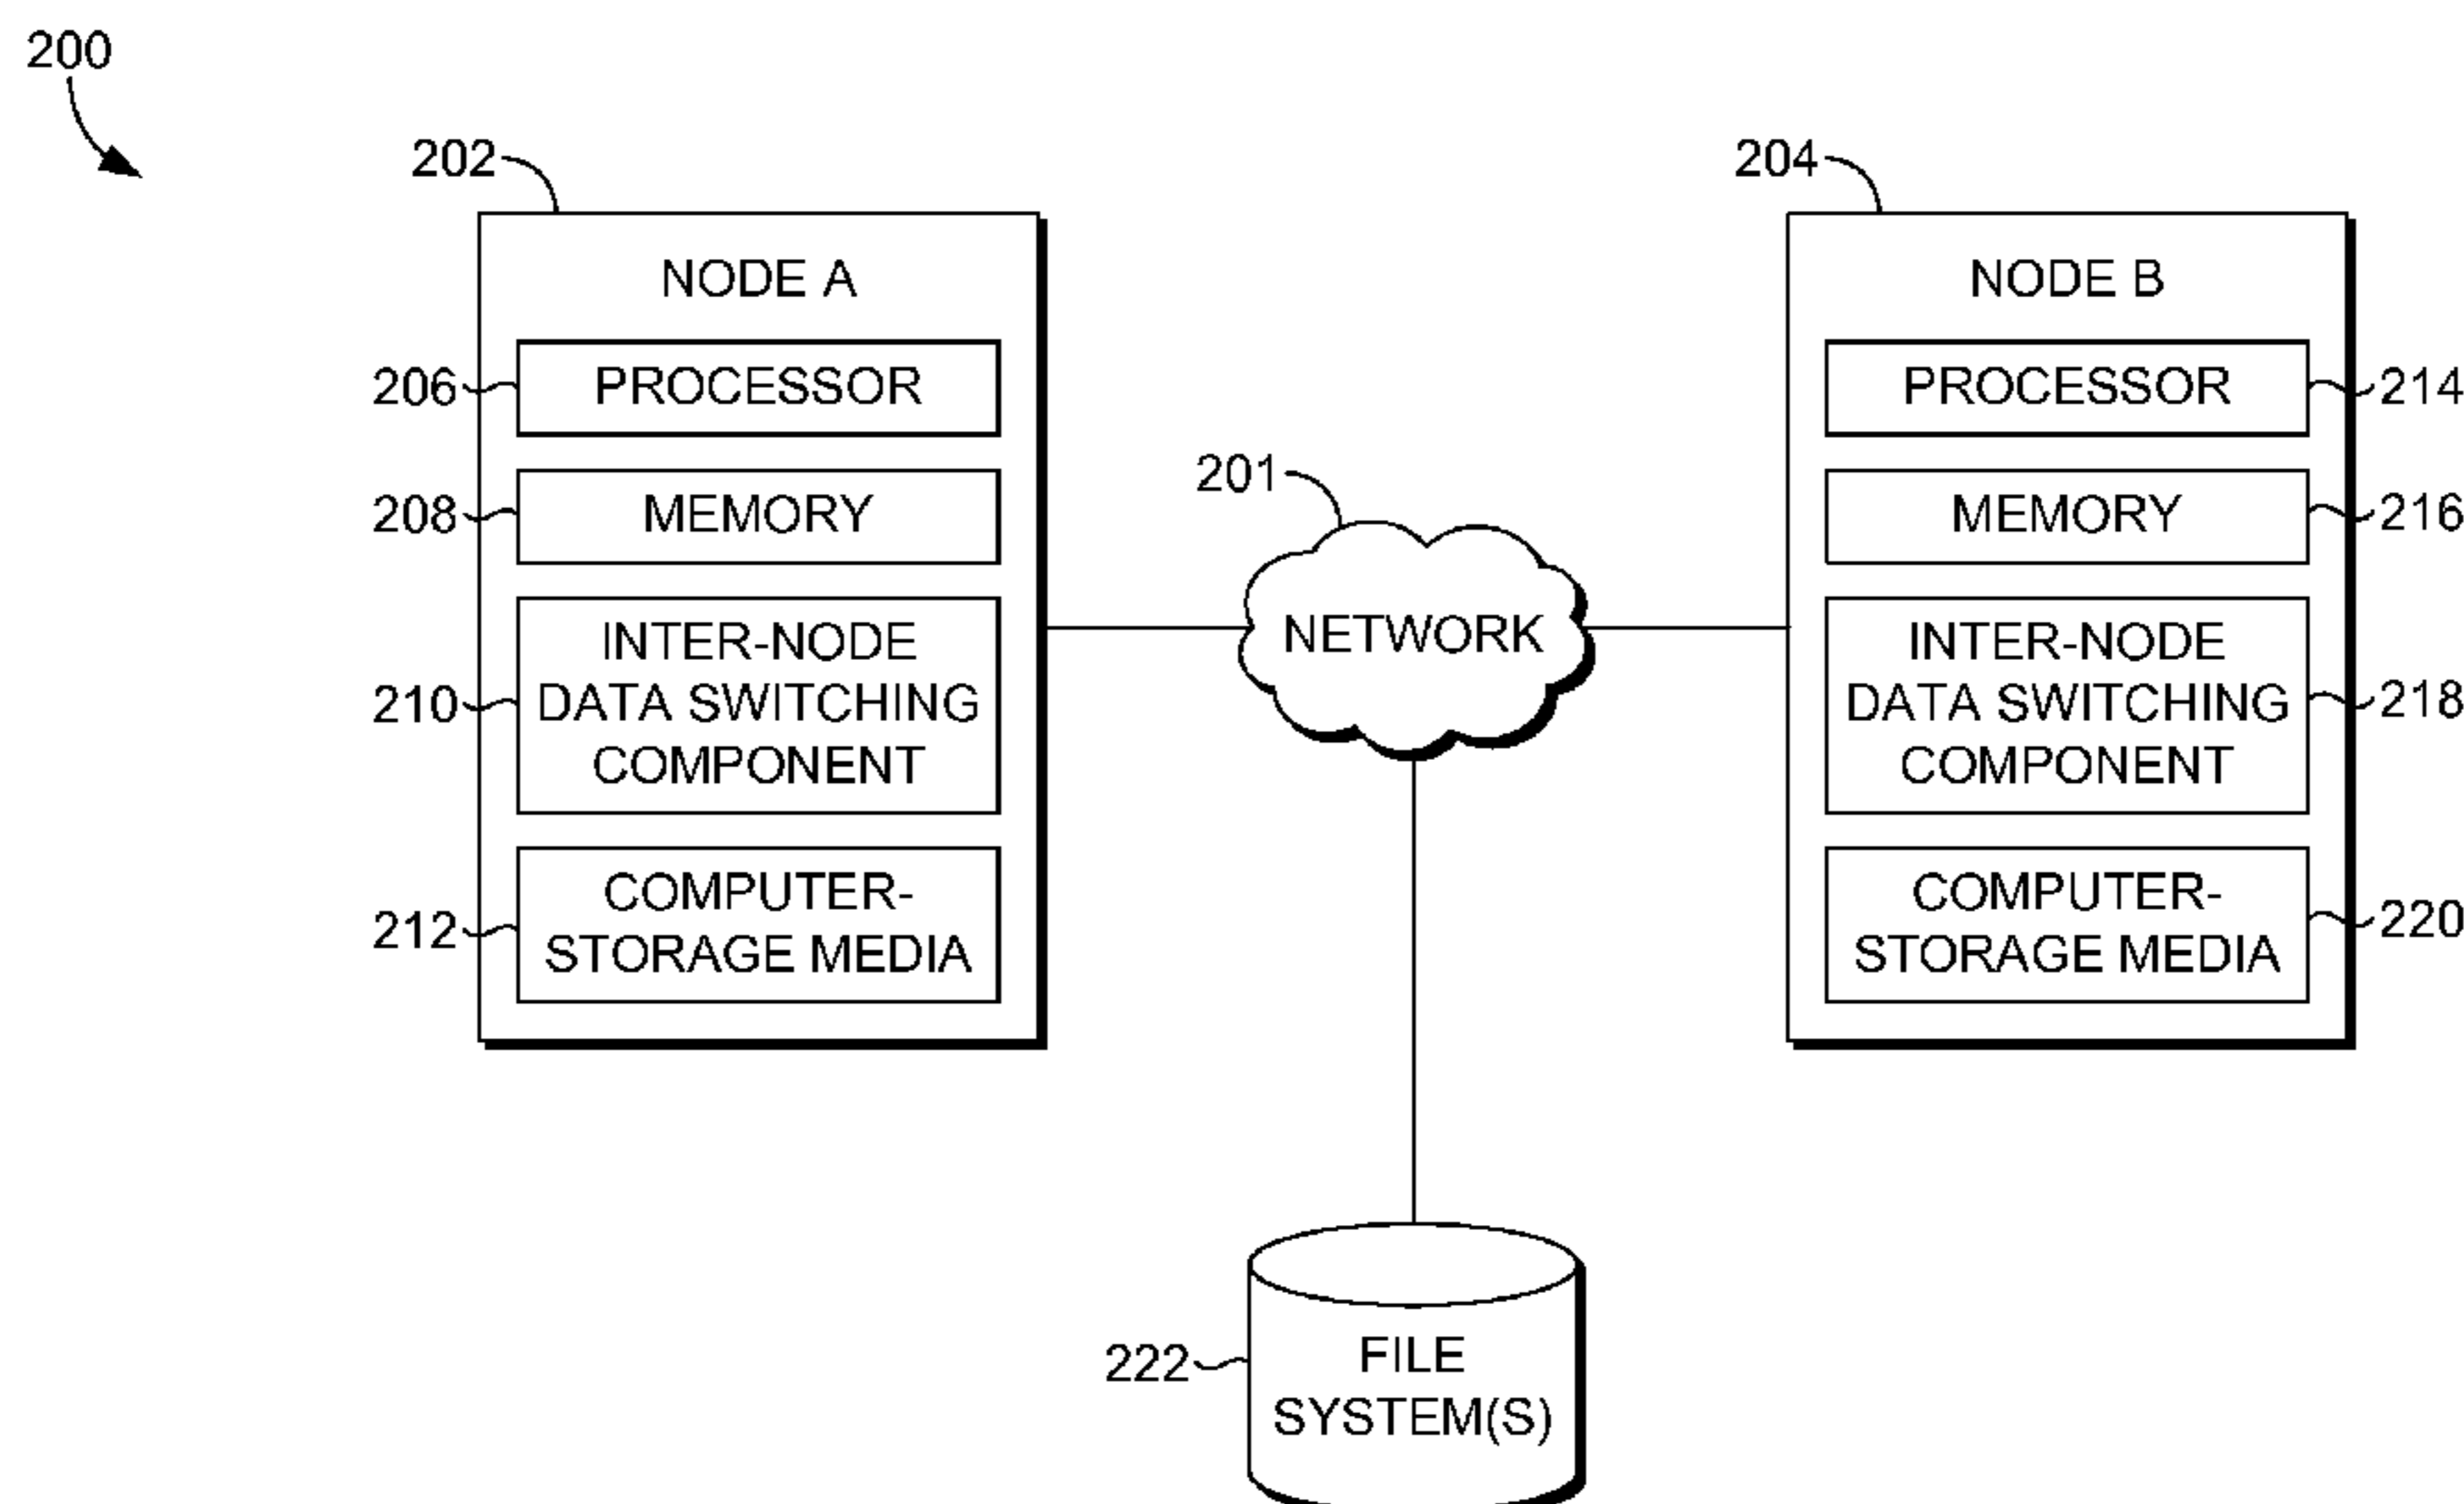 200
202
NODE A
206
PROCESSOR
208
MEMORY
210
INTER-NODE
DATA SWITCHING
COMPONENT
212
COMPUTER-
STORAGE MEDIA
201
NETWORK
204
NODE B
PROCESSOR
214
MEMORY
216
INTER-NODE
DATA SWITCHING
COMPONENT
218
COMPUTER-
STORAGE MEDIA
220
222
FILE
SYSTEM(S)